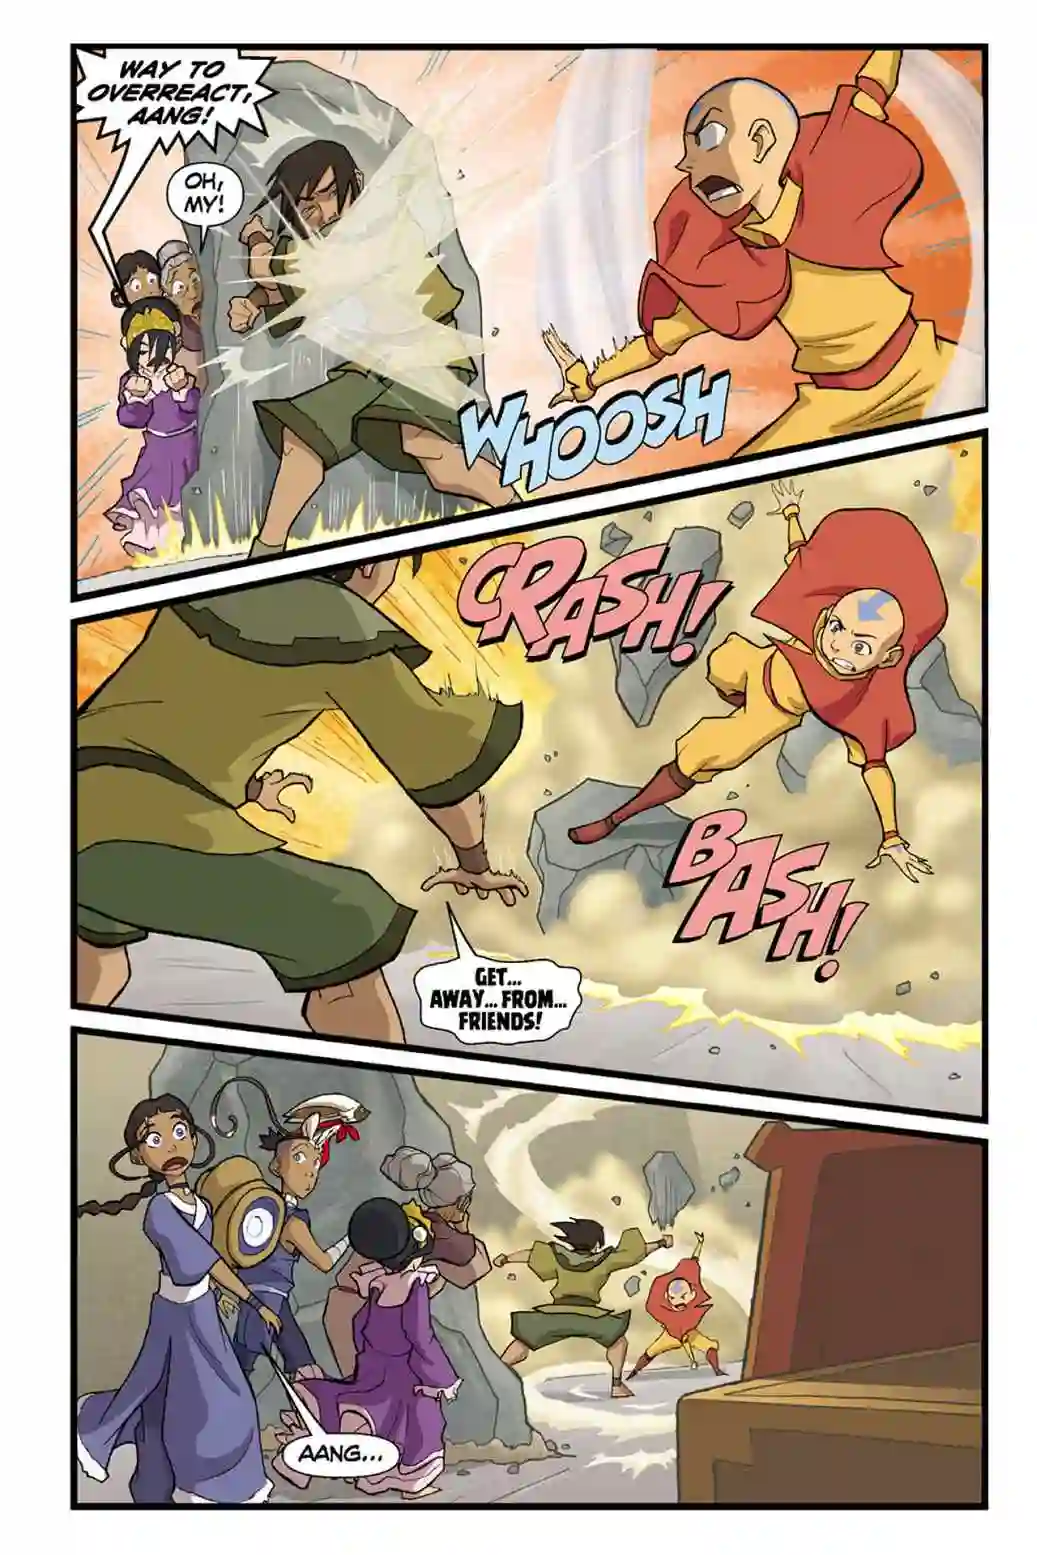 WAY TO
OVERREACT,
AANG!
OH,
MY!
WHOOSH
CRASH!
BASH!
GET...
AWAY... FROM...
FRIENDS!
AANG...